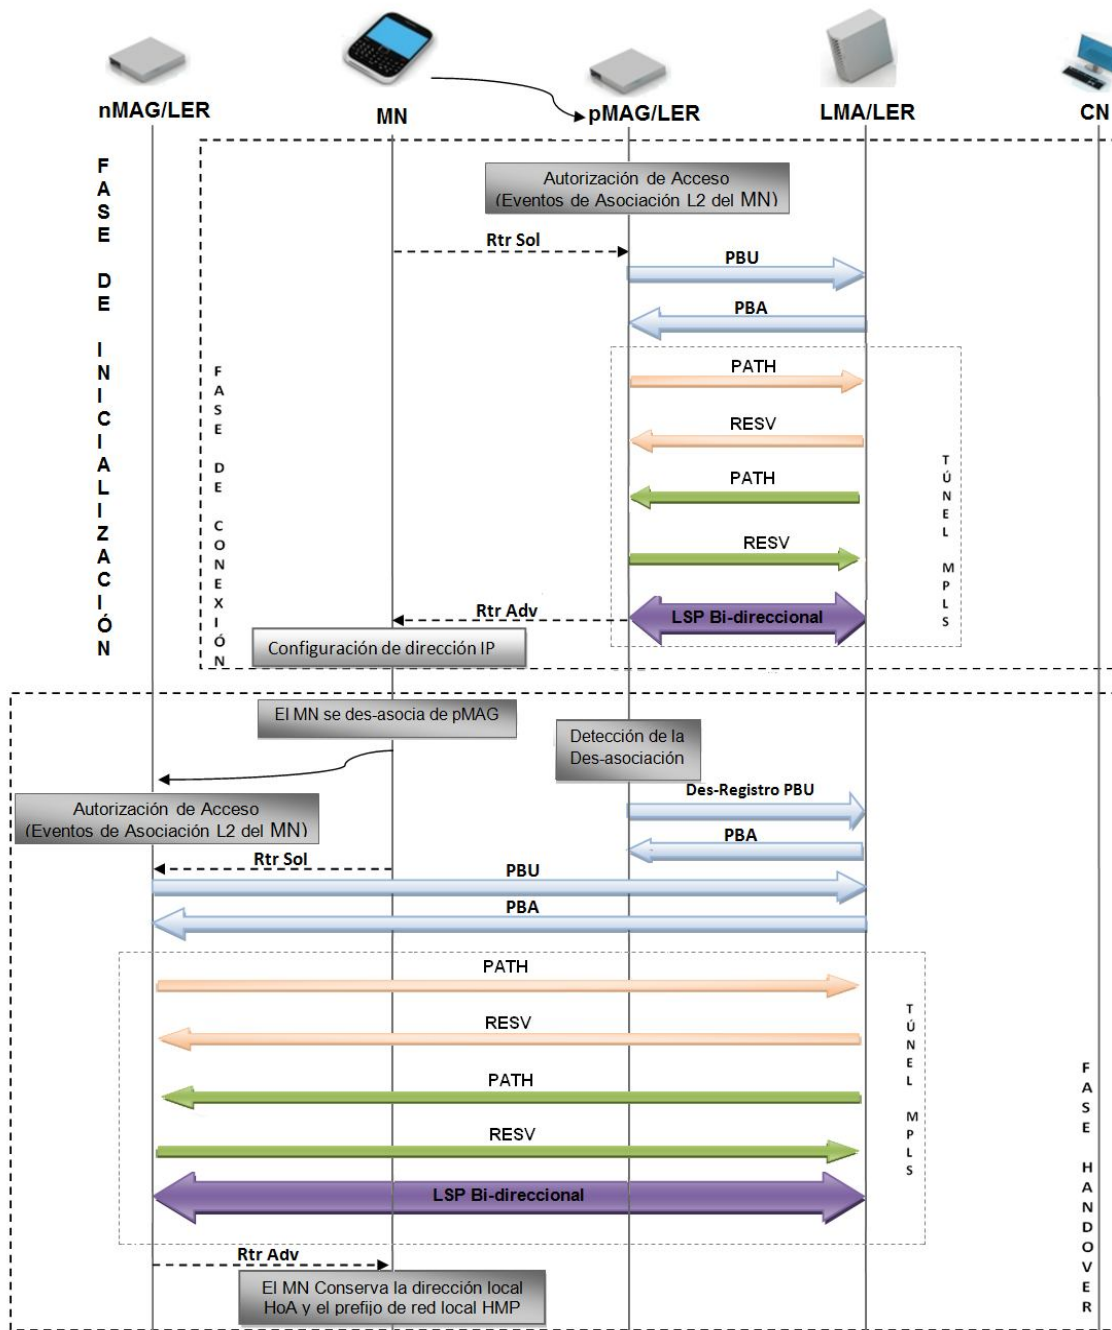 nMAG/LER
MN
pMAG/LER
LMA/LER
CN
FASE DE INICIALIZACIÓN
FASE DE CONEXIÓN
Autorización de Acceso
(Eventos de Asociación L2 del MN)
Rtr Sol
PBU
PBA
PATH
RESV
PATH
RESV
TÚNEL MPLS
Rtr Adv
LSP Bi-direccional
Configuración de dirección IP
El MN se des-asocia de pMAG
Detección de la
Des-asociación
Des-Registro PBU
Autorización de Acceso
(Eventos de Asociación L2 del MN)
PBA
Rtr Sol
PBU
PBA
PATH
RESV
PATH
RESV
TÚNEL MPLS
LSP Bi-direccional
FASE HANDOVER
Rtr Adv
El MN Conserva la dirección local
HoA y el prefijo de red local HMP